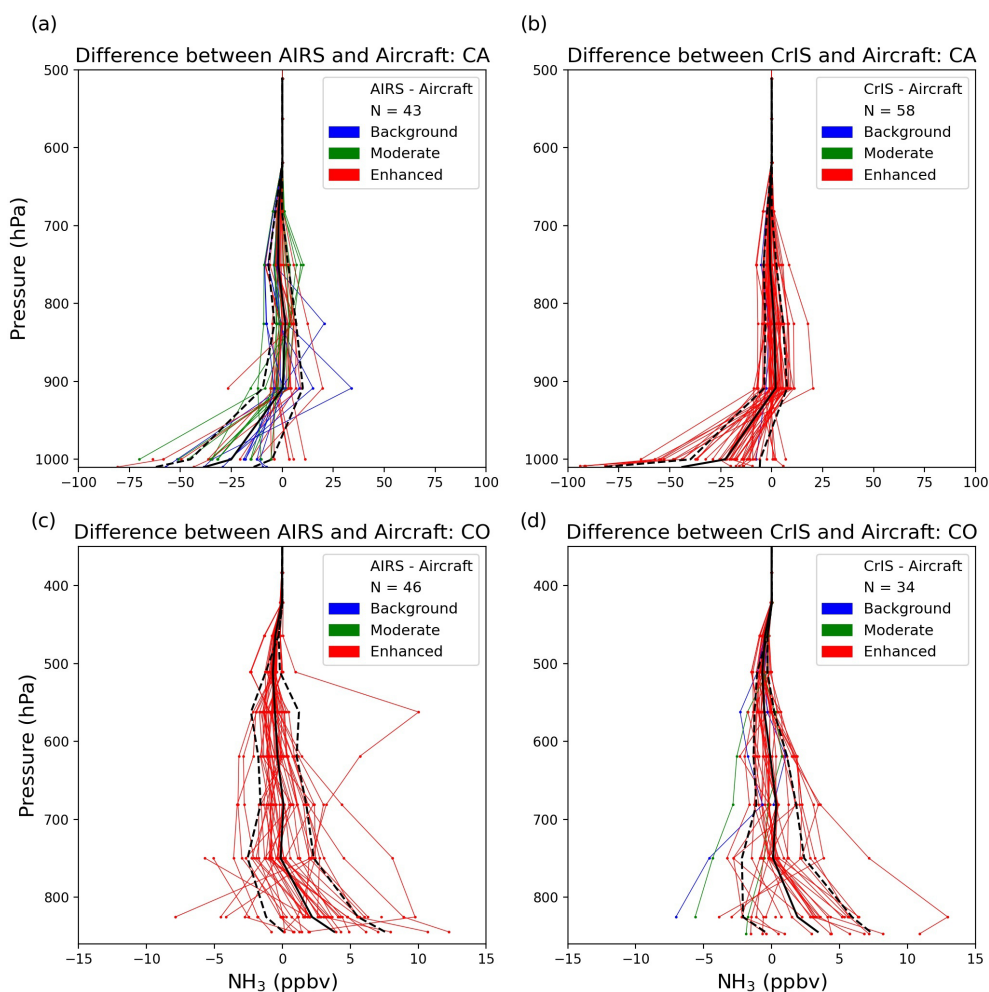 (a)
Difference between AIRS and Aircraft: CA
AIRS - Aircraft
N = 43
Background
Moderate
Enhanced
500
600
700
800
900
1000
Pressure (hPa)
−100 −75 −50 −25 0 25 50 75 100
(b)
Difference between CrIS and Aircraft: CA
CrIS - Aircraft
N = 58
Background
Moderate
Enhanced
500
600
700
800
900
1000
−100 −75 −50 −25 0 25 50 75 100
(c)
Difference between AIRS and Aircraft: CO
AIRS - Aircraft
N = 46
Background
Moderate
Enhanced
400
500
600
700
800
Pressure (hPa)
−15 −10 −5 0 5 10 15
NH₃ (ppbv)
(d)
Difference between CrIS and Aircraft: CO
CrIS - Aircraft
N = 34
Background
Moderate
Enhanced
400
500
600
700
800
−15 −10 −5 0 5 10 15
NH₃ (ppbv)